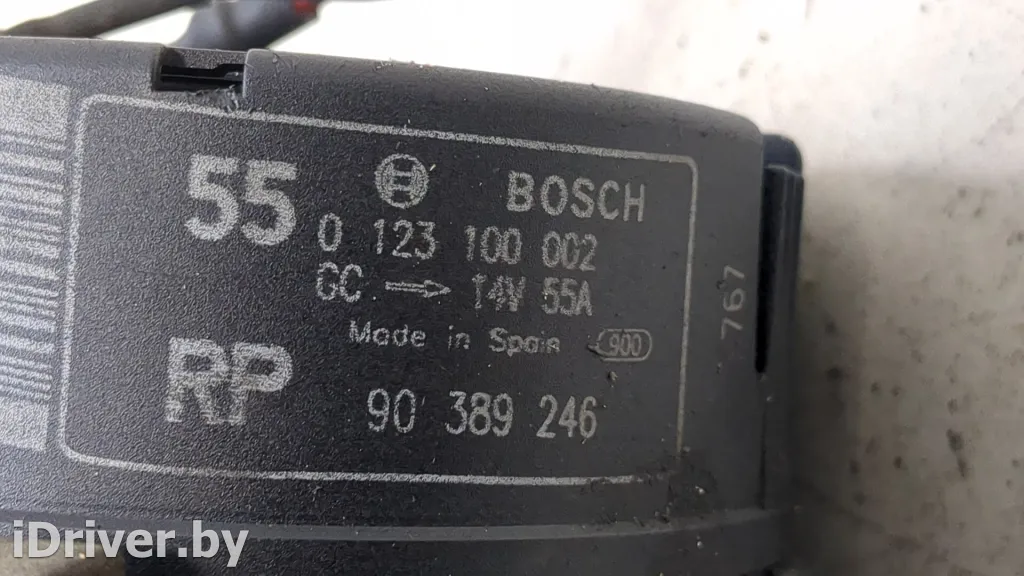 55 BOSCH
0 123 100 002
GC → 14V 55A
Made in Spain 900
RP 90 389 246
767
iDriver.by